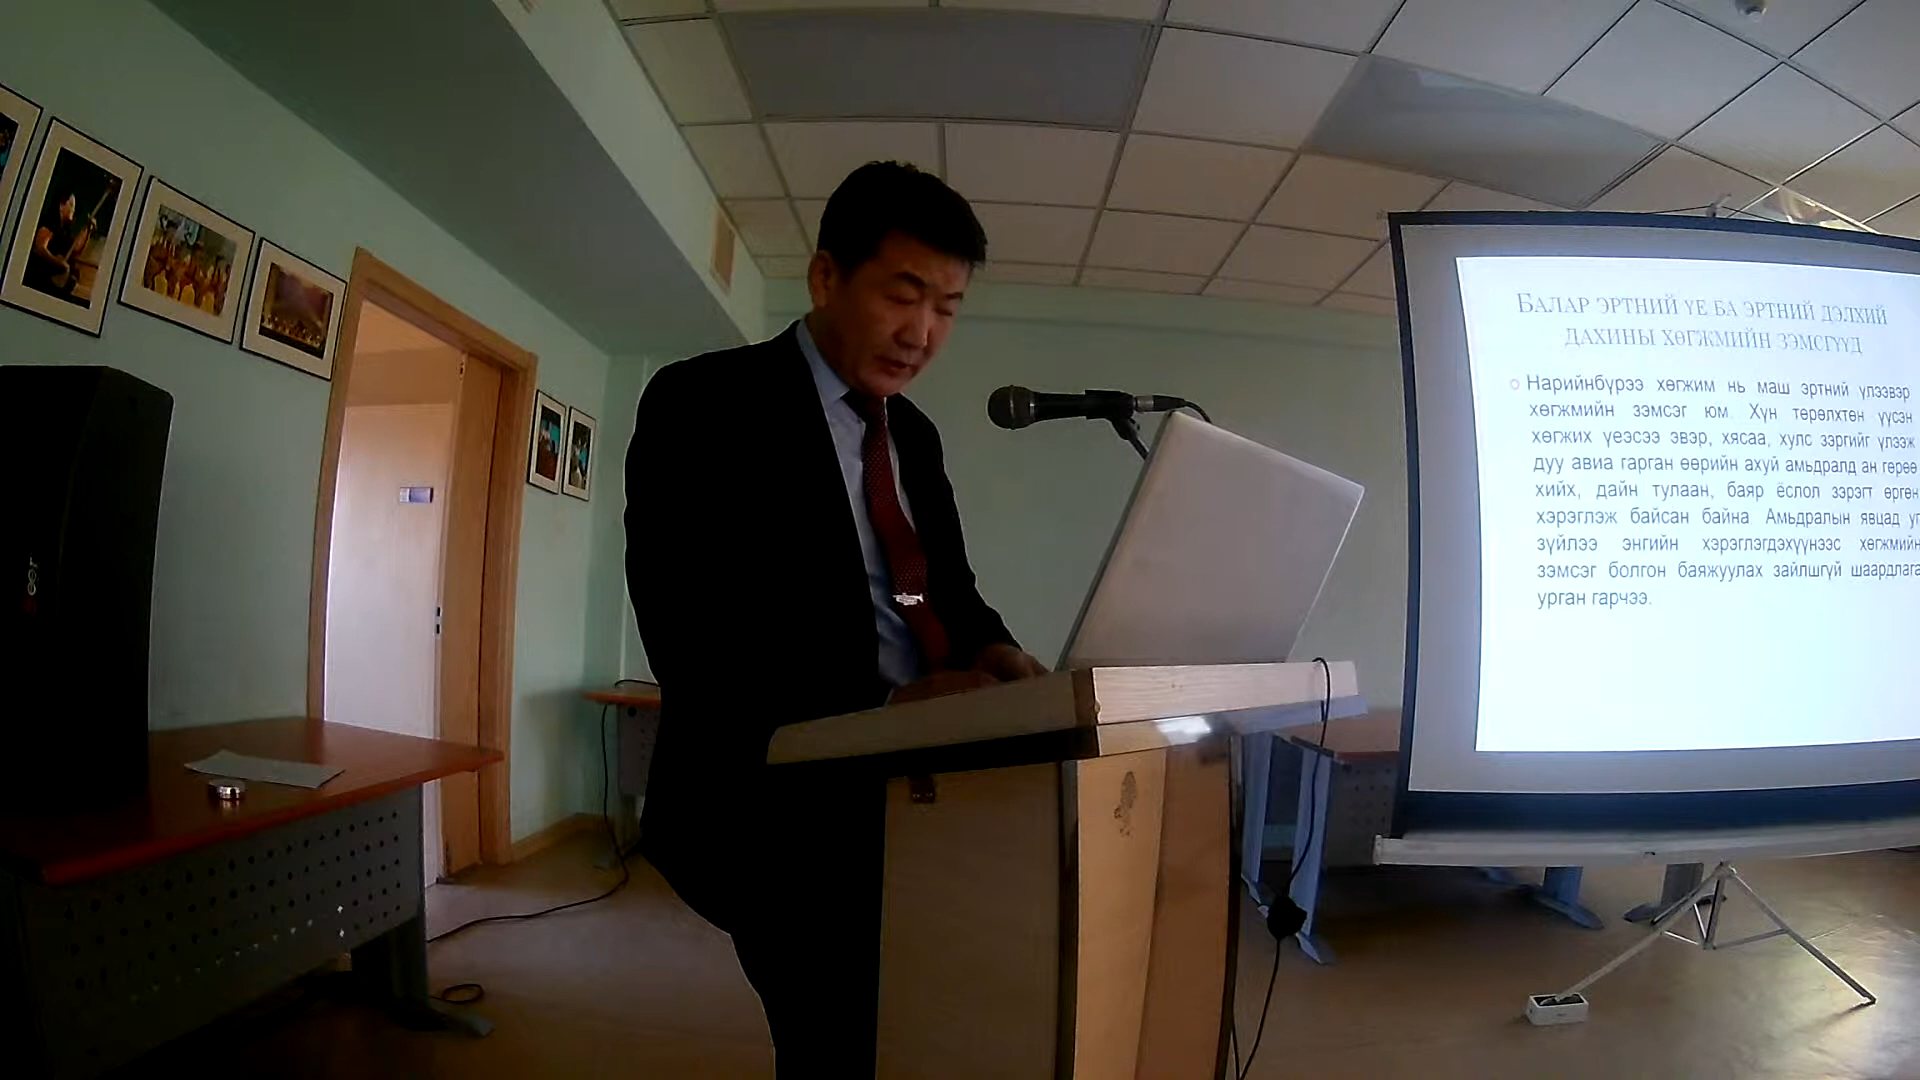 БАЛАР ЭРТНИЙ ҮЕ БА ЭРТНИЙ ДЭЛХИЙ
ДАХИНЫ ХӨГЖМИЙН ЗЭМСГҮҮД
Нарийнбүрээ хөгжим нь маш эртний үлээвэр
хөгжмийн зэмсэг юм. Хүн төрөлхтөн үүсэн
хөгжих үеэсээ эвэр, хясаа, хулс зэргийг үлээж
дуу авиа гарган өөрийн ахуй амьдралд ан гөрөө
хийх, дайн тулаан, баяр ёслол зэрэгт өргөн
хэрэглэж байсан байна. Амьдралын явцад
зүйлээ энгийн хэрэглэгдэхүүнээс хөгжмийн
зэмсэг болгон баяжуулах зайлшгүй шаардлага
урган гарчээ.
acer